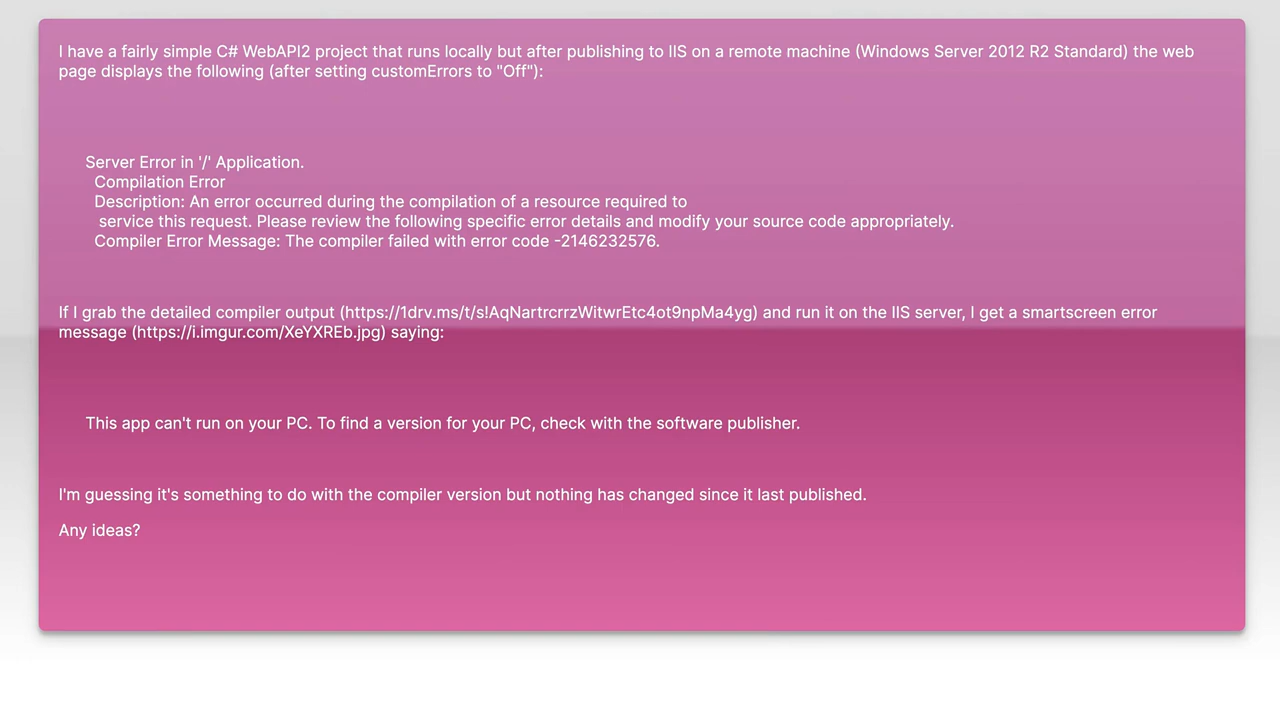 I have a fairly simple C# WebAPI2 project that runs locally but after publishing to IIS on a remote machine (Windows Server 2012 R2 Standard) the web
page displays the following (after setting customErrors to "Off"):
Server Error in '/' Application.
Compilation Error
Description: An error occurred during the compilation of a resource required to
service this request. Please review the following specific error details and modify your source code appropriately.
Compiler Error Message: The compiler failed with error code -2146232576.
If I grab the detailed compiler output (https://1drv.ms/t/s!AqNartrcrrzWitwrEtc4ot9npMa4yg) and run it on the IIS server, I get a smartscreen error
message (https://i.imgur.com/XeYXREb.jpg) saying:
This app can't run on your PC. To find a version for your PC, check with the software publisher.
I'm guessing it's something to do with the compiler version but nothing has changed since it last published.
Any ideas?